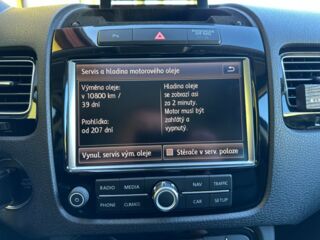 Servis a hladina motorového oleje
Výměna oleje:
v 10800 km /
39 dní
Prohlídka:
od 207 dní
Hladina oleje
se zobrazí asi
za 2 minuty.
Motor musí být
zahřátý a
vypnutý.
Vynul. servis vým. oleje
Stěrače v serv. poloze
RADIO
MEDIA
NAV
TRAFFIC
PHONE
CLIMATE
CAR
SETUP